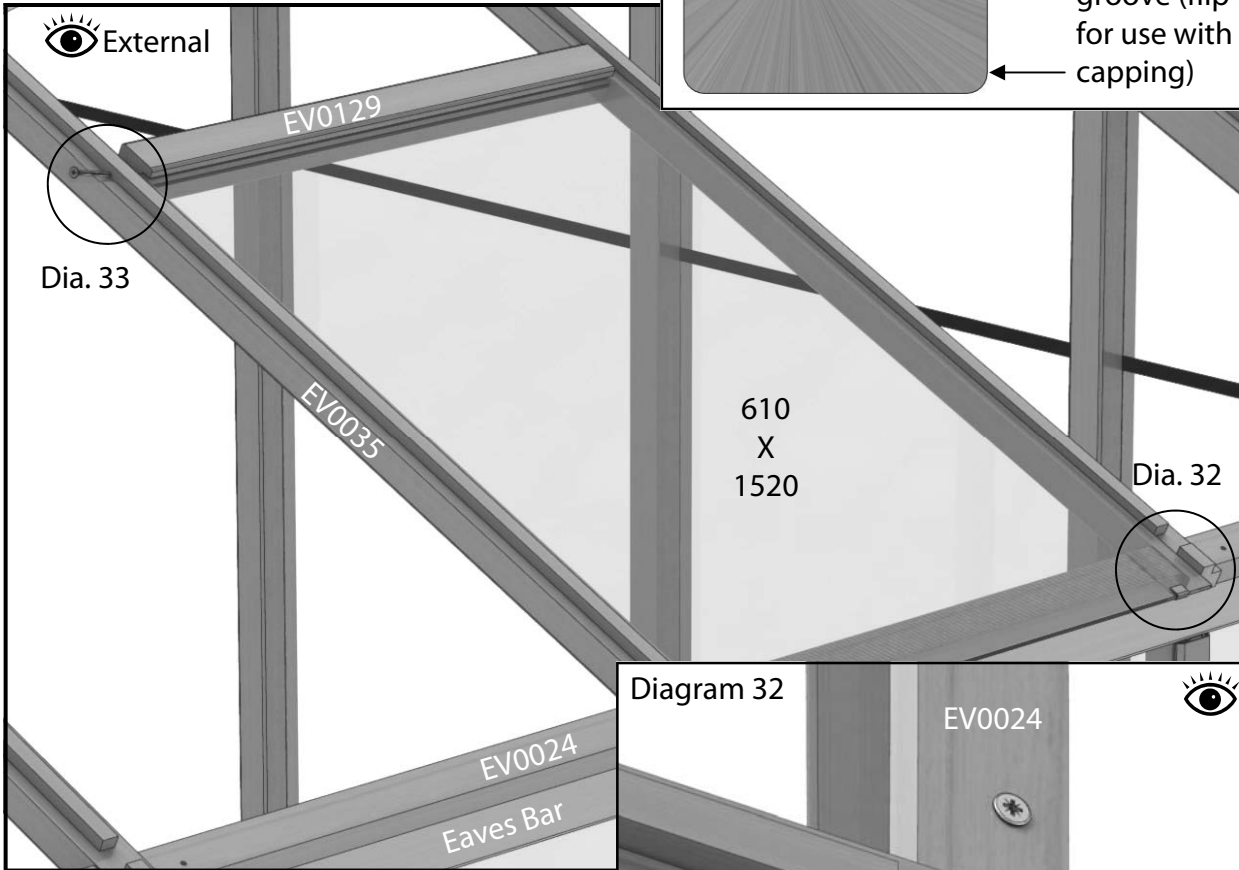 External
groove (flip
for use with
capping)
EV0129
Dia. 33
EV0035
610
X
1520
Dia. 32
Diagram 32
EV0024
EV0024
Eaves Bar